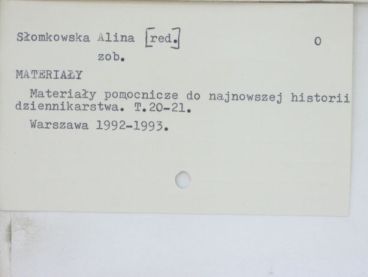 Słomkowska Alina [red.] O
zob.
MATERIAŁY
Materiały pomocnicze do najnowszej historii
dziennikarstwa. T.20-21.
Warszawa 1992-1993.